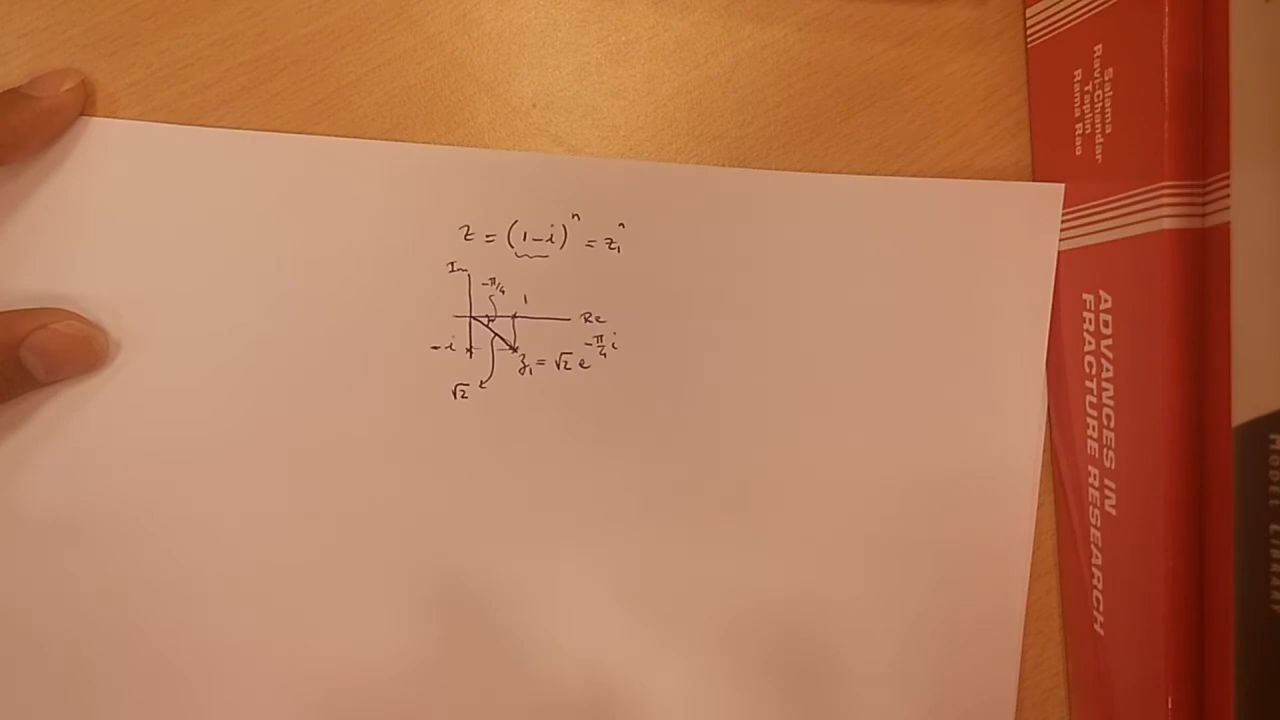 z = (1-i)ⁿ = z₁ⁿ
Im
-π/4
1
Re
-i
z₁ = √2 e^(-π/4 i)
√2
Salama
Ravi-Chandar
Taplin
Rama Rao
ADVANCES IN
FRACTURE RESEARCH